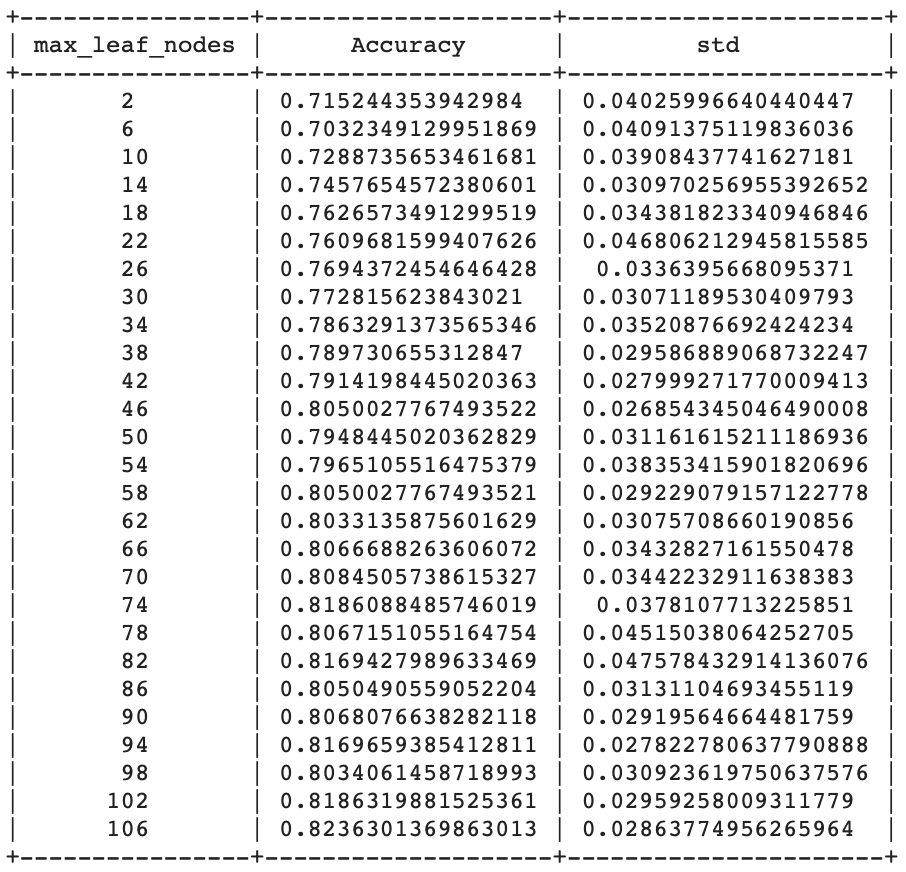 +----------------+--------------------+----------------------+
| max_leaf_nodes |      Accuracy      |         std          |
+----------------+--------------------+----------------------+
|       2        | 0.715244353942984  | 0.04025996640440447  |
|       6        | 0.7032349129951869 | 0.04091375119836036  |
|       10       | 0.7288735653461681 | 0.03908437741627181  |
|       14       | 0.7457654572380601 | 0.030970256955392652 |
|       18       | 0.7626573491299519 | 0.034381823340946846 |
|       22       | 0.7609681599407626 | 0.046806212945815585 |
|       26       | 0.7694372454646428 |  0.0336395668095371  |
|       30       | 0.772815623843021  | 0.03071189530409793  |
|       34       | 0.7863291373565346 | 0.03520876692424234  |
|       38       | 0.789730655312847  | 0.029586889068732247 |
|       42       | 0.7914198445020363 | 0.027999271770009413 |
|       46       | 0.8050027767493522 | 0.026854345046490008 |
|       50       | 0.7948445020362829 | 0.031161615211186936 |
|       54       | 0.7965105516475379 | 0.038353415901820696 |
|       58       | 0.8050027767493521 | 0.029229079157122778 |
|       62       | 0.8033135875601629 | 0.03075708660190856  |
|       66       | 0.8066688263606072 | 0.03432827161550478  |
|       70       | 0.8084505738615327 | 0.03442232911638383  |
|       74       | 0.8186088485746019 |  0.0378107713225851  |
|       78       | 0.8067151055164754 | 0.04515038064252705  |
|       82       | 0.8169427989633469 | 0.047578432914136076 |
|       86       | 0.8050490559052204 | 0.03131104693455119  |
|       90       | 0.8068076638282118 | 0.02919564664481759  |
|       94       | 0.8169659385412811 | 0.027822780637790888 |
|       98       | 0.8034061458718993 | 0.030923619750637576 |
|      102       | 0.8186319881525361 | 0.02959258009311779  |
|      106       | 0.8236301369863013 | 0.02863774956265964  |
+----------------+--------------------+----------------------+